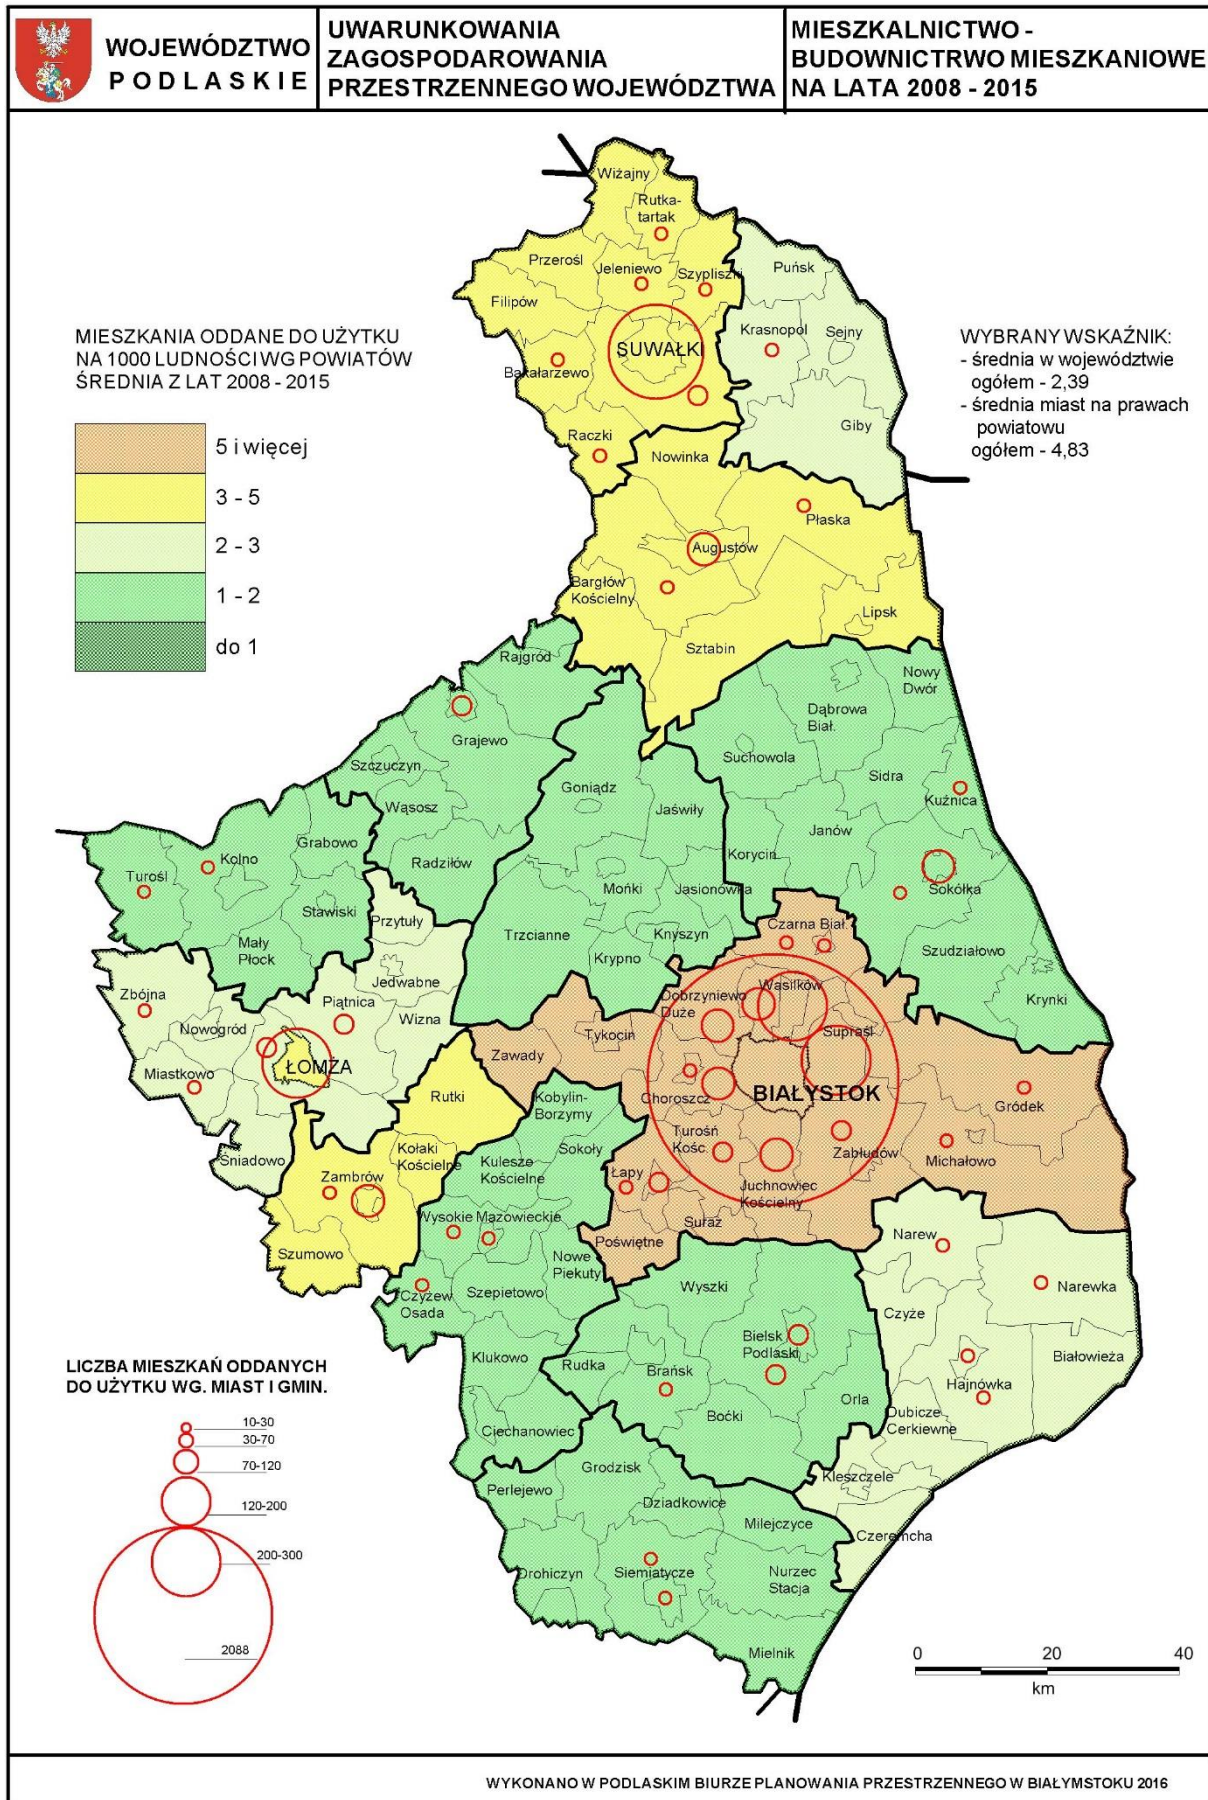 WOJEWÓDZTWO
PODLASKIE
UWARUNKOWANIA
ZAGOSPODAROWANIA
PRZESTRZENNEGO WOJEWÓDZTWA
MIESZKALNICTWO -
BUDOWNICTRWO MIESZKANIOWE
NA LATA 2008 - 2015
MIESZKANIA ODDANE DO UŻYTKU
NA 1000 LUDNOŚCI WG POWIATÓW
ŚREDNIA Z LAT 2008 - 2015
5 i więcej
3 - 5
2 - 3
1 - 2
do 1
WYBRANY WSKAŹNIK:
- średnia w województwie
ogółem - 2,39
- średnia miast na prawach
powiatowu
ogółem - 4,83
Wiżajny
Rutka-
tartak
Przerośl
Jeleniewo
Szypliszki
Filipów
SUWAŁKI
Bakałarzewo
Raczki
Puńsk
Krasnopol
Sejny
Giby
Nowinka
Płaska
Augustów
Bargłów
Kościelny
Lipsk
Sztabin
Rajgród
Grajewo
Szczuczyn
Wąsosz
Radziłów
Nowy
Dwór
Dąbrowa
Biał.
Suchowola
Sidra
Kuźnica
Janów
Korycin
Sokółka
Szudziałowo
Krynki
Goniądz
Jaświły
Mońki
Jasionówka
Trzcianne
Knyszyn
Krypno
Grabowo
Kolno
Turośl
Stawiski
Mały
Płock
Przytuły
Jedwabne
Zbójna
Piątnica
Nowogród
Wizna
Miastkowo
ŁOMŻA
Śniadowo
Rutki
Kołaki
Kościelne
Zambrów
Szumowo
Czarna Biał.
Wasilków
Dobrzyniewo
Duże
Supraśl
Tykocin
Zawady
Choroszcz
BIAŁYSTOK
Gródek
Turośń
Kośc.
Zabłudów
Michałowo
Łapy
Juchnowiec
Kościelny
Suraż
Poświętne
Kobylin-
Borzymy
Sokoły
Kulesze
Kościelne
Wysokie Mazowieckie
Nowe
Piekuty
Czyżew
Osada
Szepietowo
Klukowo
Ciechanowiec
Wyszki
Bielsk
Podlaski
Rudka
Brańsk
Boćki
Orla
Narew
Narewka
Czyże
Białowieża
Hajnówka
Dubicze
Cerkiewne
Kleszczele
Czeremcha
Grodzisk
Perlejewo
Dziadkowice
Milejczyce
Drohiczyn
Siemiatycze
Nurzec
Stacja
Mielnik
LICZBA MIESZKAŃ ODDANYCH
DO UŻYTKU WG. MIAST I GMIN.
10-30
30-70
70-120
120-200
200-300
2088
0 20 40
km
WYKONANO W PODLASKIM BIURZE PLANOWANIA PRZESTRZENNEGO W BIAŁYMSTOKU 2016